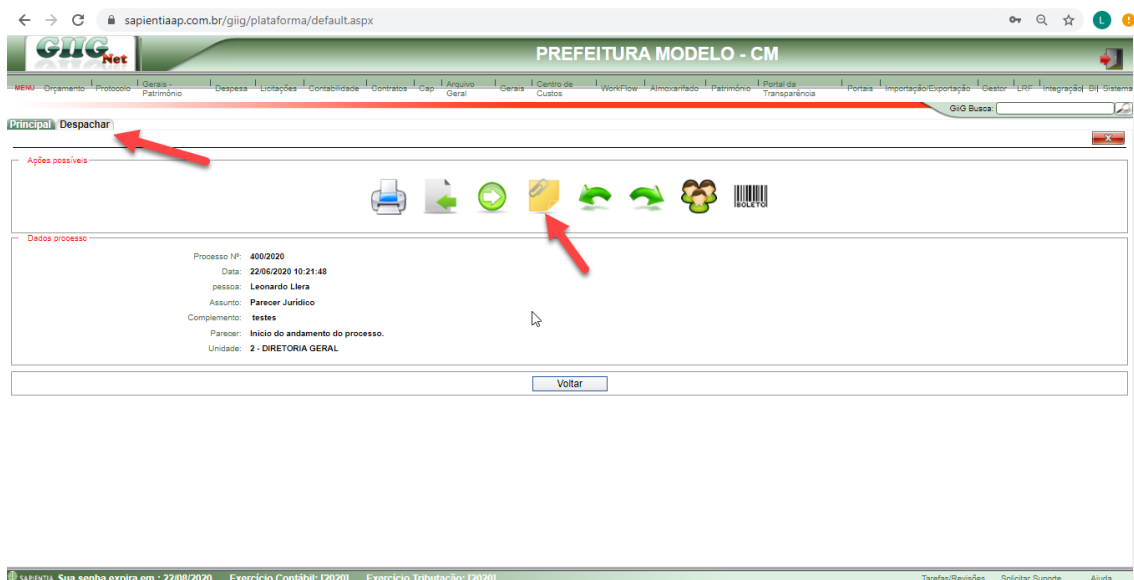 sapientiaap.com.br/giig/plataforma/default.aspx
L
GIIG Net
PREFEITURA MODELO - CM
MENU Orçamento Protocolo Gerais - Patrimônio Despesa Licitações Contabilidade Contratos Cap Arquivo Geral Gerais Centro de Custos WorkFlow Almoxarifado Patrimônio Portal da Transparência Portais Importação/Exportação Gestor LRF Integração BI Sistema
GiiG Busca:
Principal Despachar
x
Ações possíveis
BOLETO
Dados processo
Processo Nº: 400/2020
Data: 22/06/2020 10:21:48
pessoa: Leonardo Llera
Assunto: Parecer Jurídico
Complemento: testes
Parecer: Inicio do andamento do processo.
Unidade: 2 - DIRETORIA GERAL
Voltar
SAPIENTIA Sua senha expira em : 22/08/2020 Exercício Contábil: [2020] Exercício Tributação: [2020] Tarefas/Revisões Solicitar Suporte Ajuda